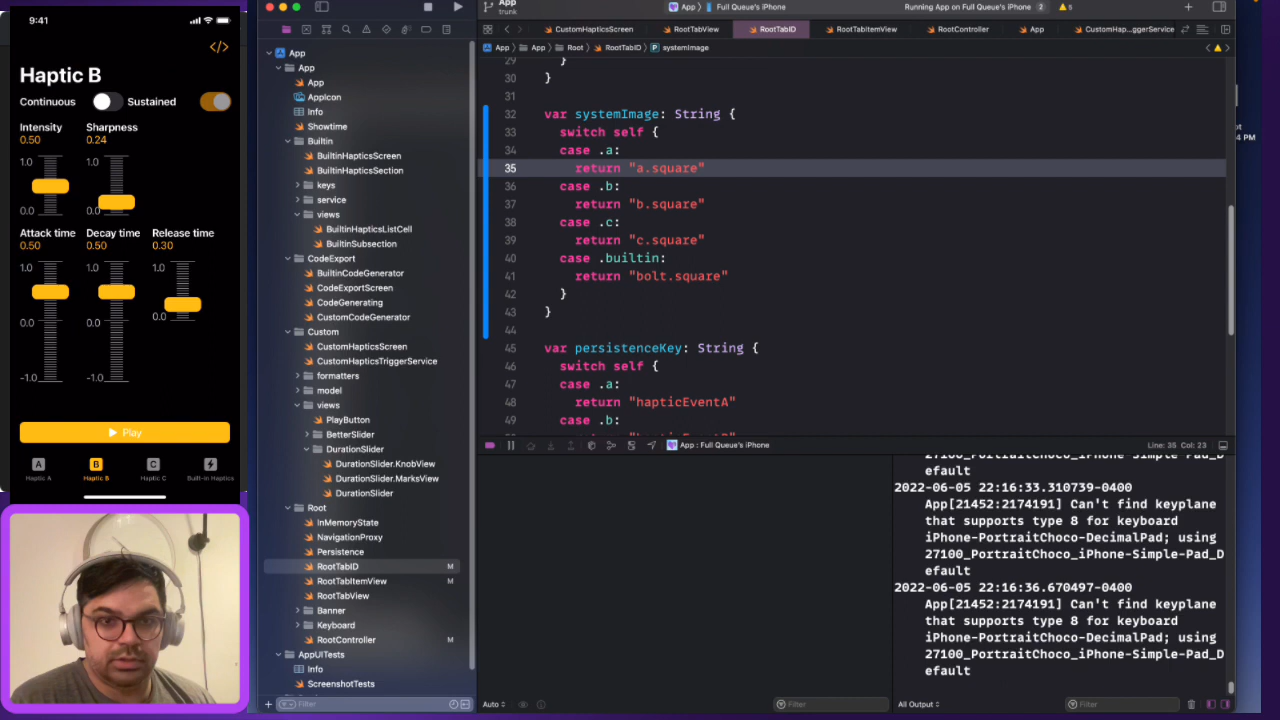 9:41
</>
Haptic B
Continuous
Sustained
Intensity
0.50
Sharpness
0.24
1.0
0.0
1.0
0.0
Attack time
0.50
Decay time
0.50
Release time
0.30
1.0
0.0
-1.0
1.0
0.0
-1.0
1.0
0.0
Play
A
Haptic A
B
Haptic B
C
Haptic C
Built-in Haptics
App
App
App
AppIcon
Info
Showtime
Builtin
BuiltinHapticsScreen
BuiltinHapticsSection
keys
service
views
BuiltinHapticsListCell
BuiltinSubsection
CodeExport
BuiltinCodeGenerator
CodeExportScreen
CodeGenerating
CustomCodeGenerator
Custom
CustomHapticsScreen
CustomHapticsTriggerService
formatters
model
views
PlayButton
BetterSlider
DurationSlider
DurationSlider.KnobView
DurationSlider.MarksView
DurationSlider
Root
InMemoryState
NavigationProxy
Persistence
RootTabID M
RootTabItemView M
RootTabView
Banner
Keyboard
RootController M
AppUITests
Info
ScreenshotTests
Filter
App
trunk
App
Full Queue's iPhone
Running App on Full Queue's iPhone 2
5
CustomHapticsScreen
RootTabView
RootTabID
RootTabItemView
RootController
App
CustomHap...ggerService
App
App
Root
RootTabID
P systemImage
29 }
30 }
31
32 var systemImage: String {
33 switch self {
34 case .a:
35 return "a.square"
36 case .b:
37 return "b.square"
38 case .c:
39 return "c.square"
40 case .builtin:
41 return "bolt.square"
42 }
43 }
44
45 var persistenceKey: String {
46 switch self {
47 case .a:
48 return "hapticEventA"
49 case .b:
App : Full Queue's iPhone
Line: 35 Col: 23
27100_PortraitChoco_iPhone-Simple-Pad_D
efault
2022-06-05 22:16:33.310739-0400
App[21452:2174191] Can't find keyplane
that supports type 8 for keyboard
iPhone-PortraitChoco-DecimalPad; using
27100_PortraitChoco_iPhone-Simple-Pad_D
efault
2022-06-05 22:16:36.670497-0400
App[21452:2174191] Can't find keyplane
that supports type 8 for keyboard
iPhone-PortraitChoco-DecimalPad; using
27100_PortraitChoco_iPhone-Simple-Pad_D
efault
Auto
Filter
All Output
Filter